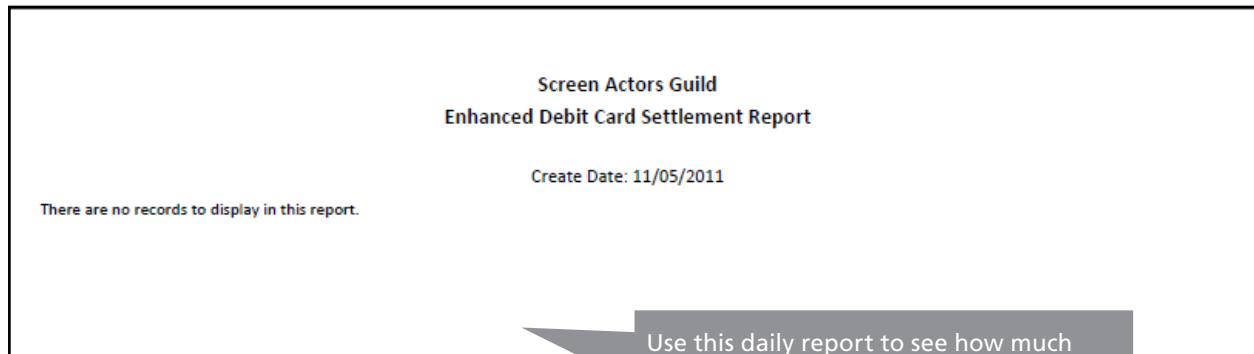 Screen Actors Guild
Enhanced Debit Card Settlement Report
Create Date: 11/05/2011
There are no records to display in this report.
Use this daily report to see how much